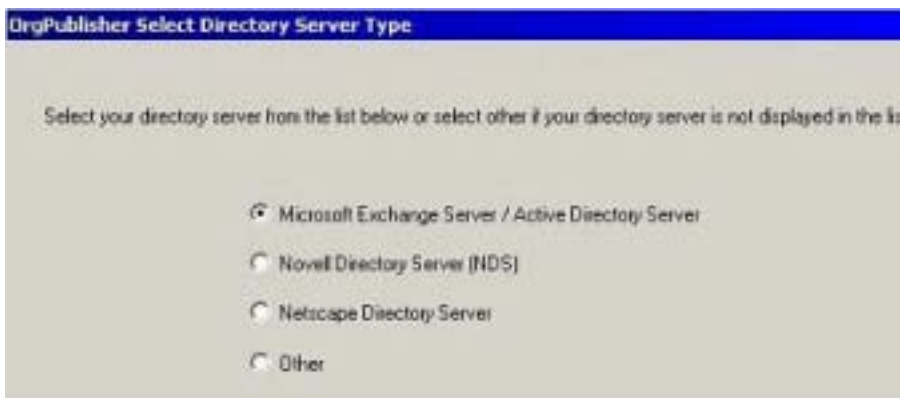 OrgPublisher Select Directory Server Type
Select your directory server from the list below or select other if your directory server is not displayed in the
Microsoft Exchange Server / Active Directory Server
Novell Directory Server (NDS)
Netscape Directory Server
Other